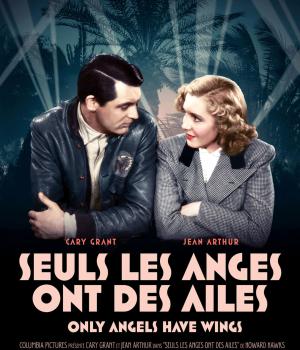 CARY GRANT JEAN ARTHUR
SEULS LES ANGES
ONT DES AILES
ONLY ANGELS HAVE WINGS
COLUMBIA PICTURES PRÉSENT CARY GRANT ET JEAN ARTHUR DANS "SEULS LES ANGES ONT DES AILES" DE HOWARD HAWKS